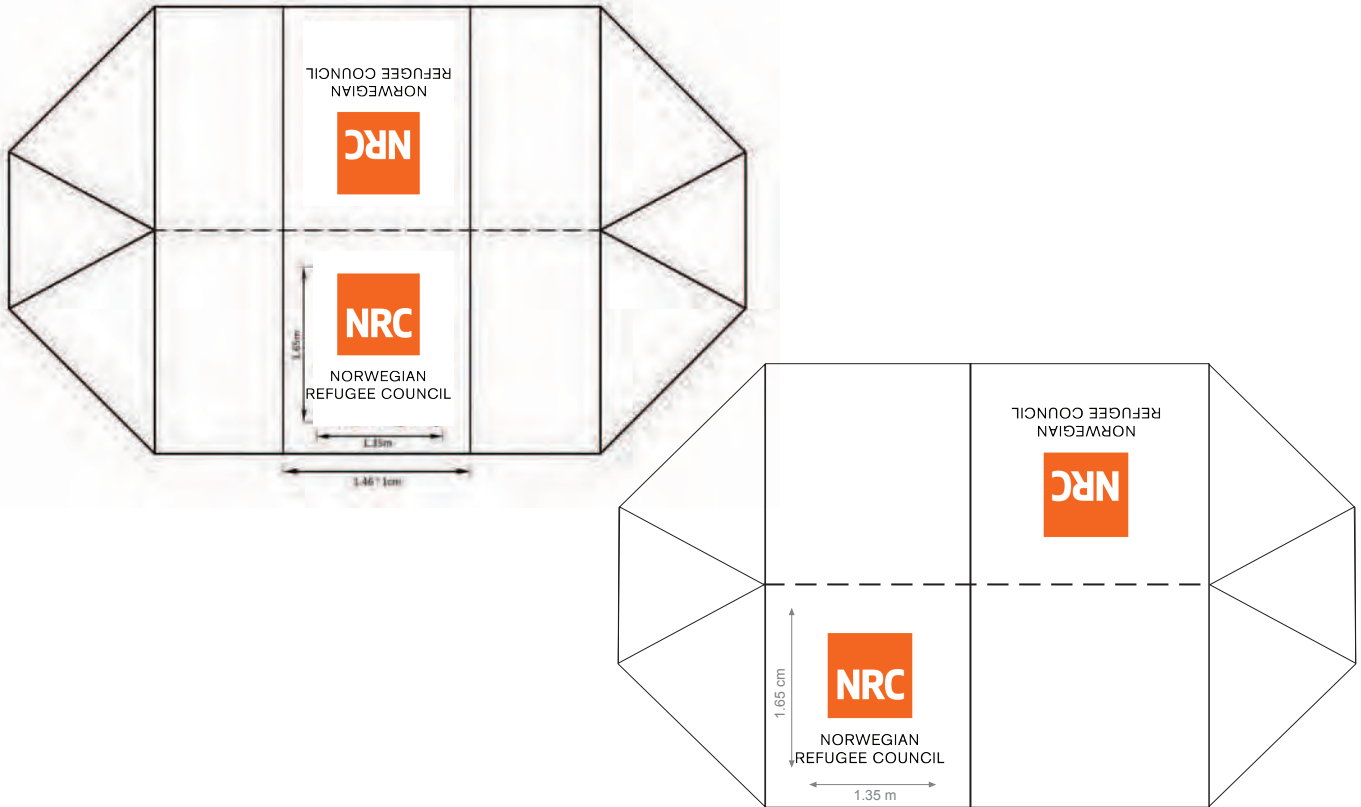 NRC
NORWEGIAN
REFUGEE COUNCIL
NRC
NORWEGIAN
REFUGEE COUNCIL
1.65m
1.35m
1.46 * 1cm
NRC
NORWEGIAN
REFUGEE COUNCIL
NRC
NORWEGIAN
REFUGEE COUNCIL
1.65 cm
1.35 m